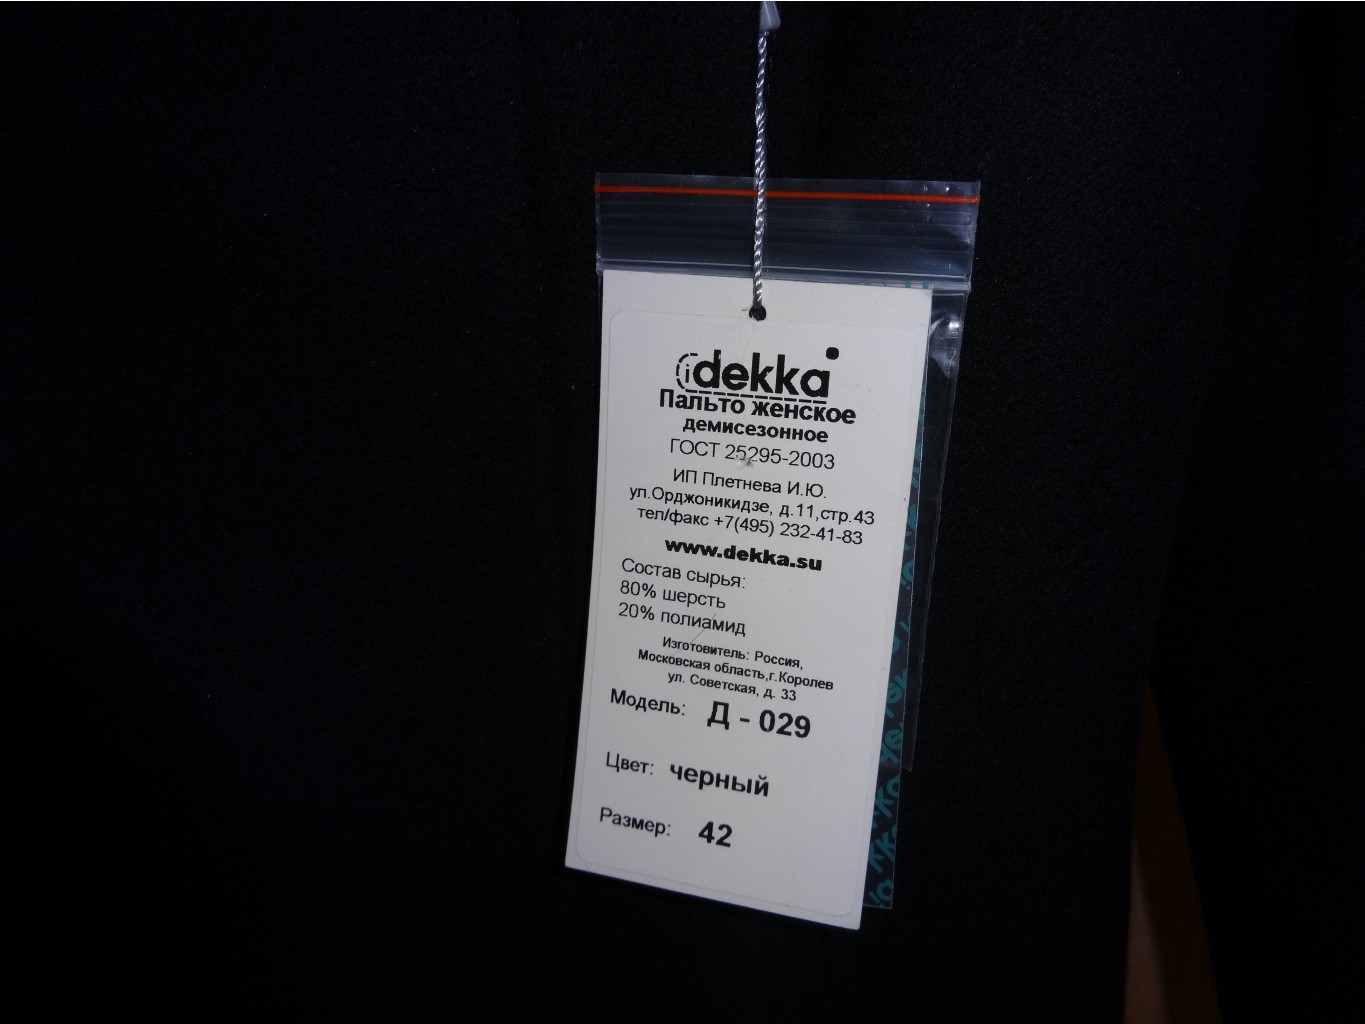 dekka
Пальто женское
демисезонное
ГОСТ 25295-2003
ИП Плетнева И.Ю.
ул.Орджоникидзе, д.11,стр.43
тел/факс +7(495) 232-41-83
www.dekka.su
Состав сырья:
80% шерсть
20% полиамид
Изготовитель: Россия,
Московская область,г.Королев
ул. Советская, д. 33
Модель: Д - 029
Цвет: черный
Размер: 42